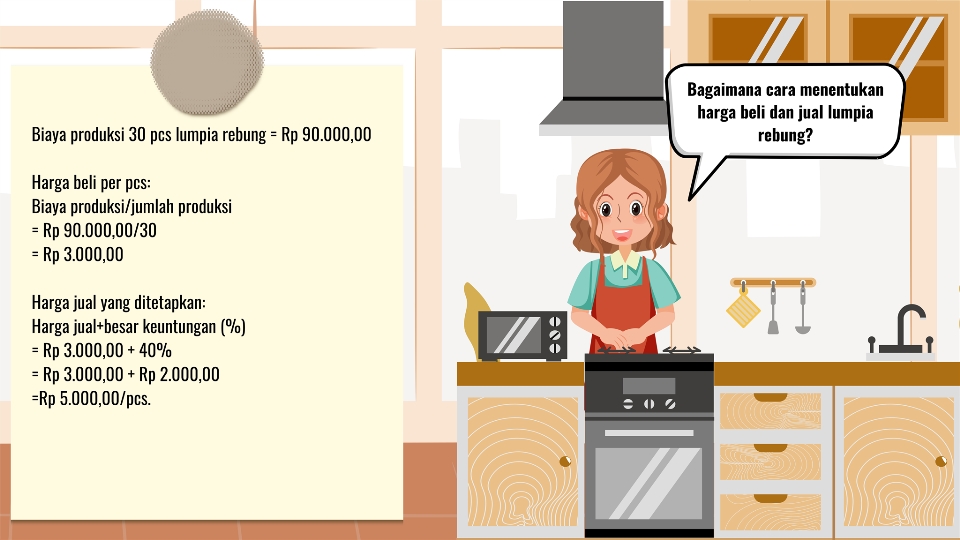 Biaya produksi 30 pcs lumpia rebung = Rp 90.000,00
Harga beli per pcs:
Biaya produksi/jumlah produksi
= Rp 90.000,00/30
= Rp 3.000,00
Harga jual yang ditetapkan:
Harga jual+besar keuntungan (%)
= Rp 3.000,00 + 40%
= Rp 3.000,00 + Rp 2.000,00
=Rp 5.000,00/pcs.
Bagaimana cara menentukan
harga beli dan jual lumpia
rebung?